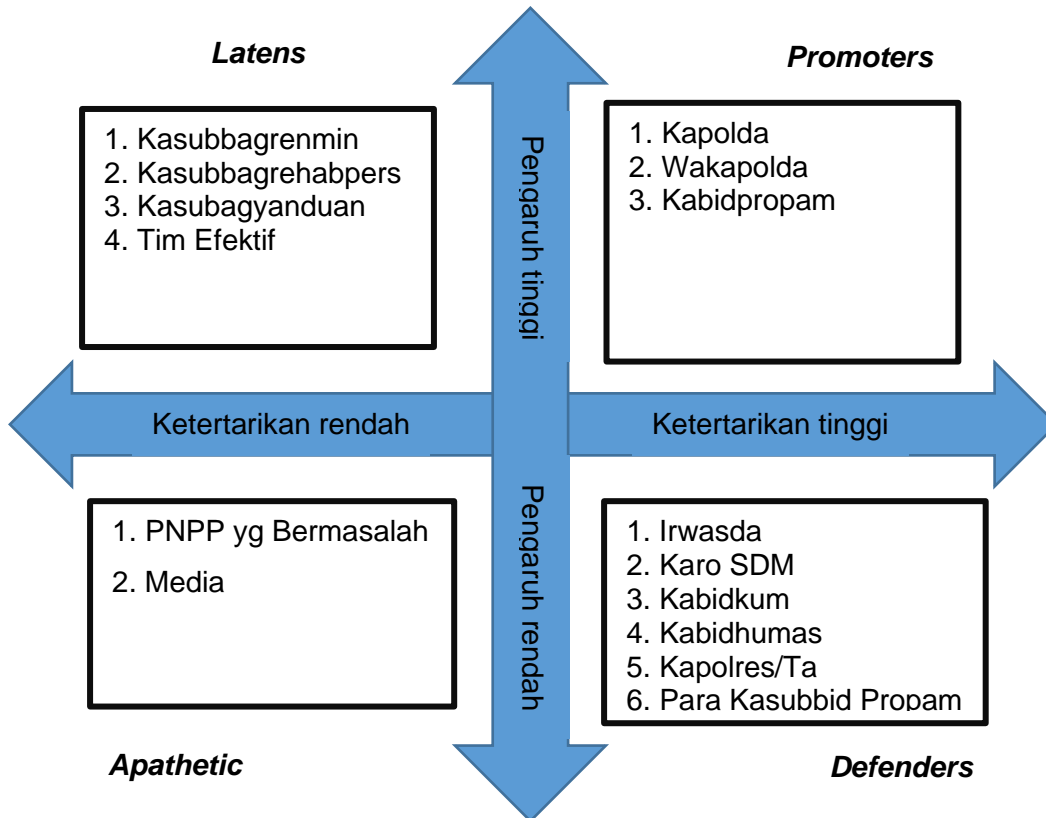 Latens
Promoters
1. Kasubbagrenmin
2. Kasubbagrehabpers
3. Kasubagyanduan
4. Tim Efektif
Pengaruh tinggi
1. Kapolda
2. Wakapolda
3. Kabidpropam
Ketertarikan rendah
Ketertarikan tinggi
1. PNPP yg Bermasalah
2. Media
Pengaruh rendah
1. Irwasda
2. Karo SDM
3. Kabidkum
4. Kabidhumas
5. Kapolres/Ta
6. Para Kasubbid Propam
Apathetic
Defenders